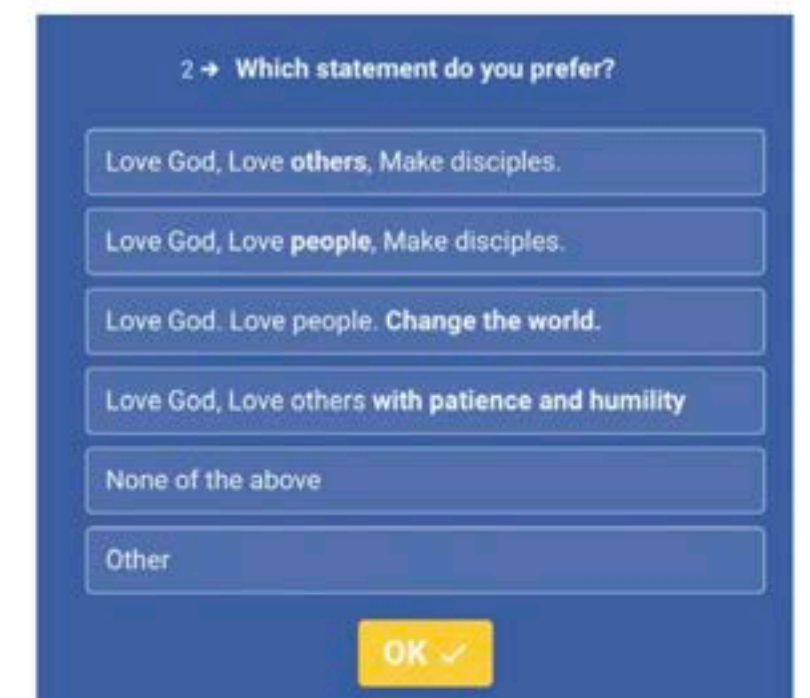 2 → Which statement do you prefer?
Love God, Love others, Make disciples.
Love God, Love people, Make disciples.
Love God. Love people. Change the world.
Love God, Love others with patience and humility
None of the above
Other
OK ✓